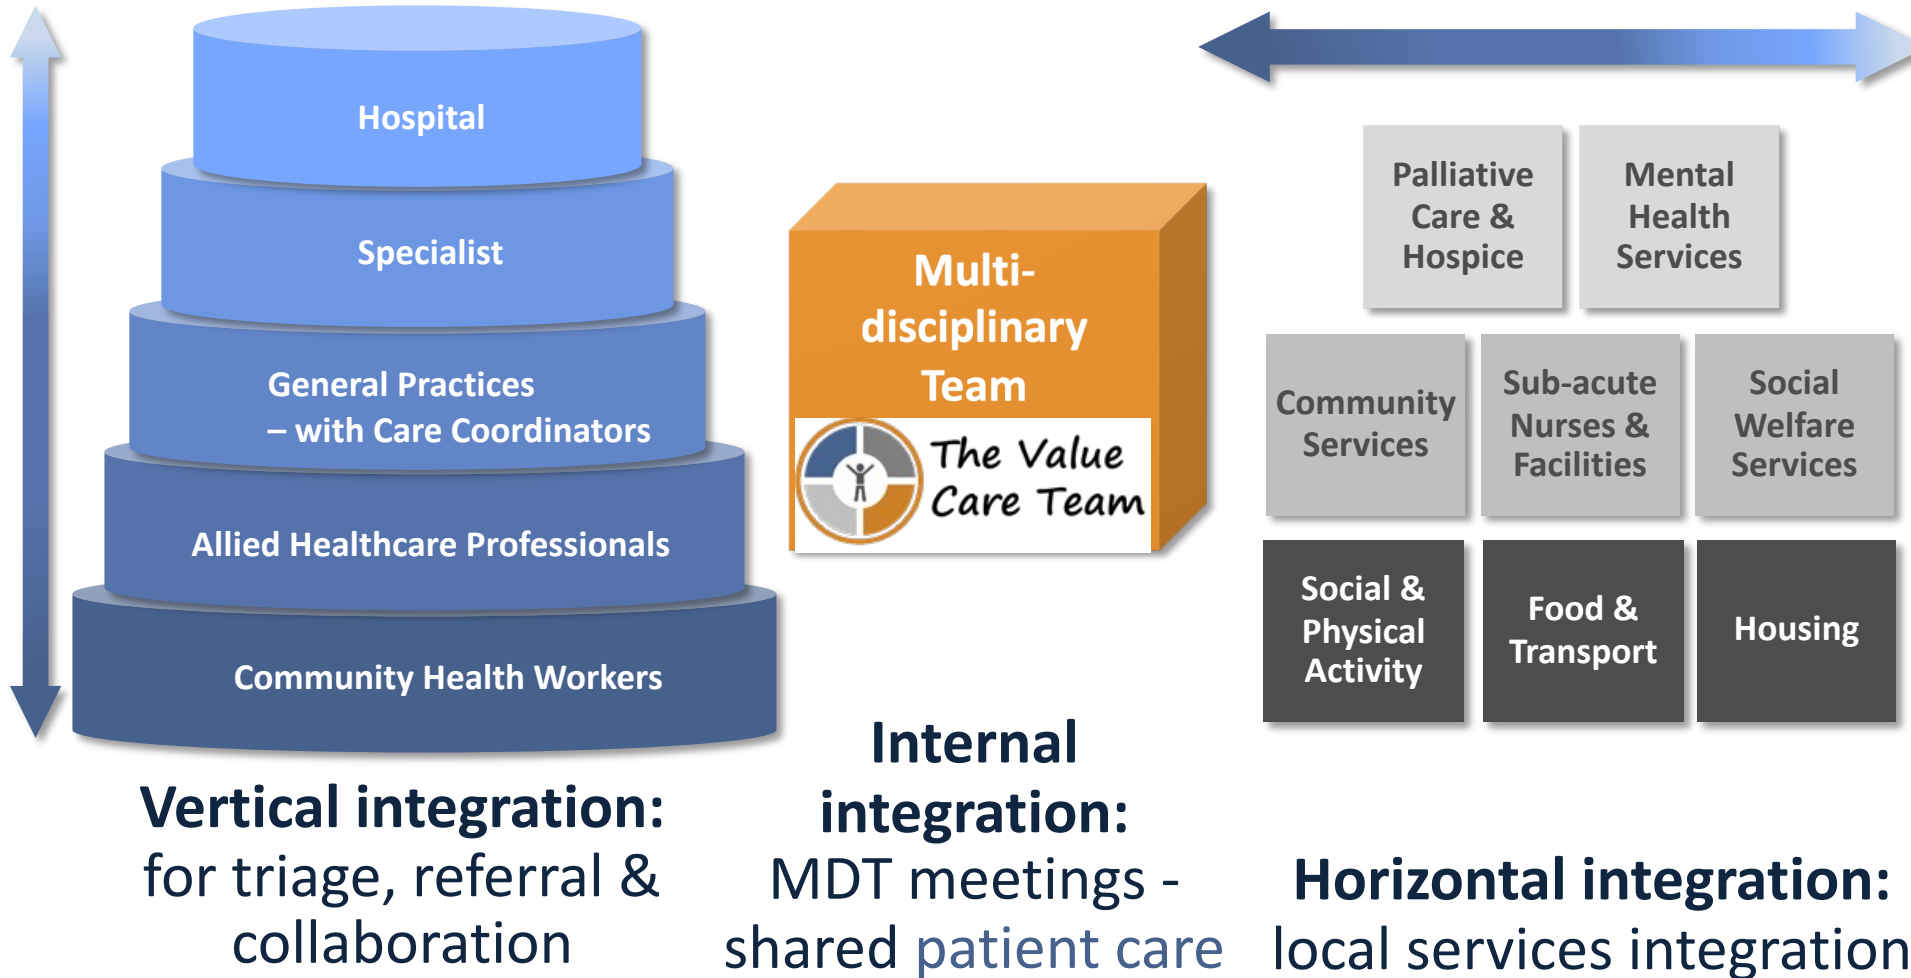 Hospital
Specialist
General Practices
– with Care Coordinators
Allied Healthcare Professionals
Community Health Workers
Vertical integration:
for triage, referral &
collaboration
Multi-
disciplinary
Team
The Value
Care Team
Internal
integration:
MDT meetings -
shared patient care
Palliative
Care &
Hospice
Mental
Health
Services
Community
Services
Sub-acute
Nurses &
Facilities
Social
Welfare
Services
Social &
Physical
Activity
Food &
Transport
Housing
Horizontal integration:
local services integration